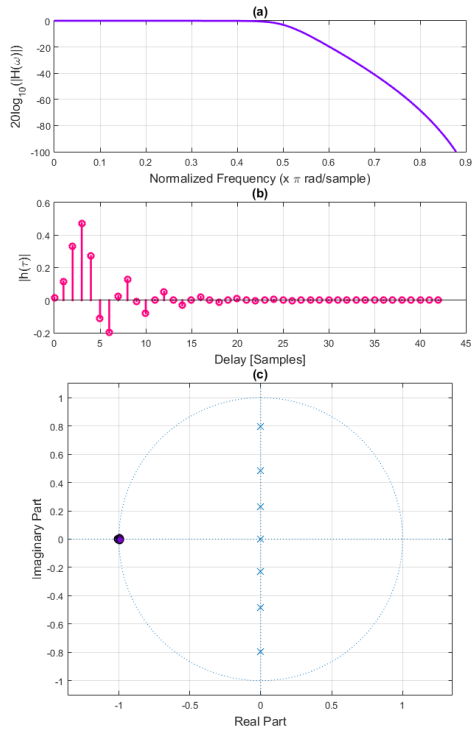 (a)
20log10(|H(ω)|)
0
-20
-40
-60
-80
-100
0 0.1 0.2 0.3 0.4 0.5 0.6 0.7 0.8 0.9
Normalized Frequency (x π rad/sample)
(b)
|h(τ)|
0.6
0.4
0.2
0
-0.2
0 5 10 15 20 25 30 35 40 45
Delay [Samples]
(c)
Imaginary Part
1
0.8
0.6
0.4
0.2
0
-0.2
-0.4
-0.6
-0.8
-1
-1 0 1
Real Part